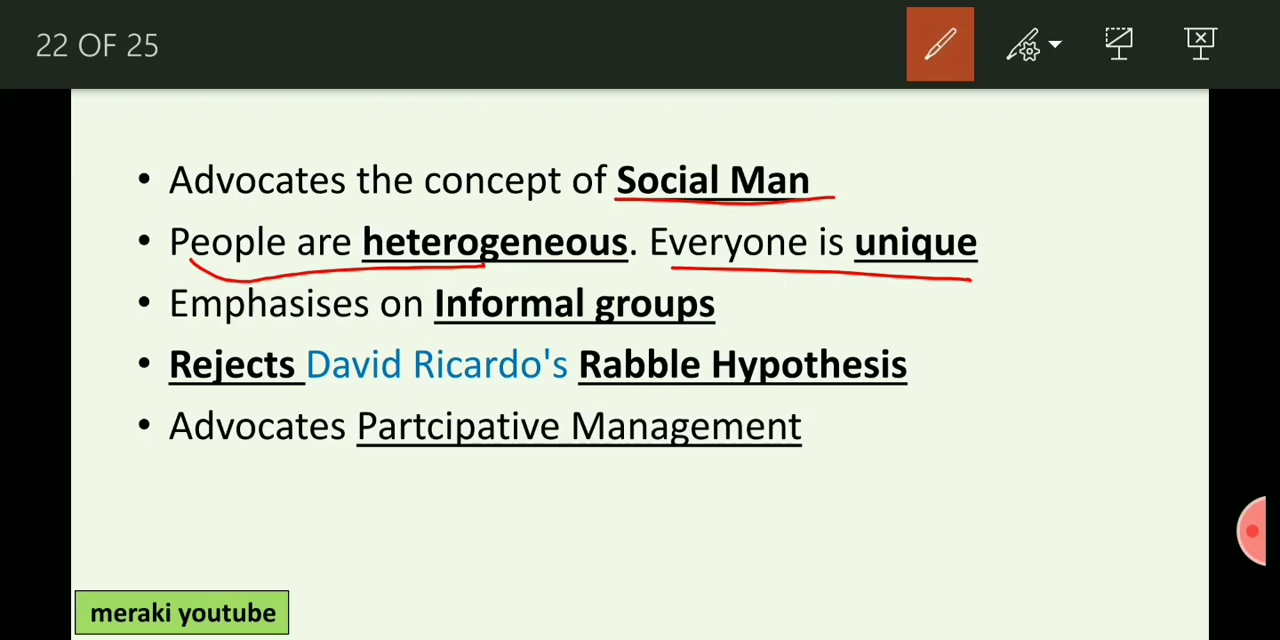 22 OF 25
• Advocates the concept of Social Man
• People are heterogeneous. Everyone is unique
• Emphasises on Informal groups
• Rejects David Ricardo's Rabble Hypothesis
• Advocates Partcipative Management
meraki youtube